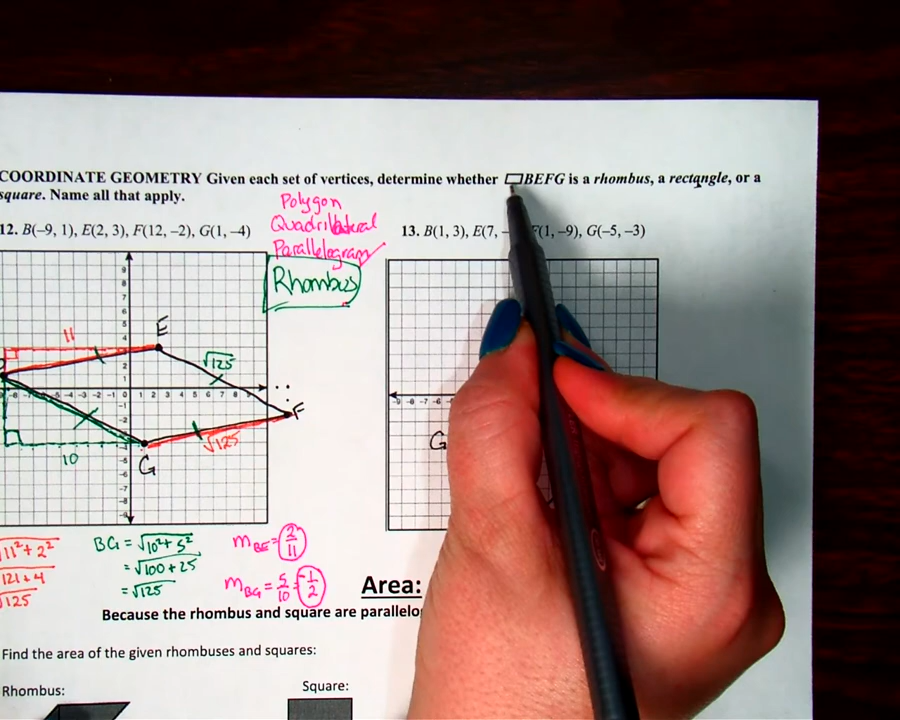 COORDINATE GEOMETRY Given each set of vertices, determine whether ▱BEFG is a rhombus, a rectangle, or a
square. Name all that apply.
12. B(−9, 1), E(2, 3), F(12, −2), G(1, −4)
Polygon
Quadrilateral
Parallelogram ✓
Rhombus
13. B(1, 3), E(7, F(1, −9), G(−5, −3)
11
E
√125
F
√125
10
G
G
√11² + 2²
121 + 4
√125
BG = √10² + 5²
= √100 + 25
= √125
m BE = 2/11
m BG = 5/10 = −1/2
Area:
Because the rhombus and square are
Find the area of the given rhombuses and squares:
Rhombus:
Square: